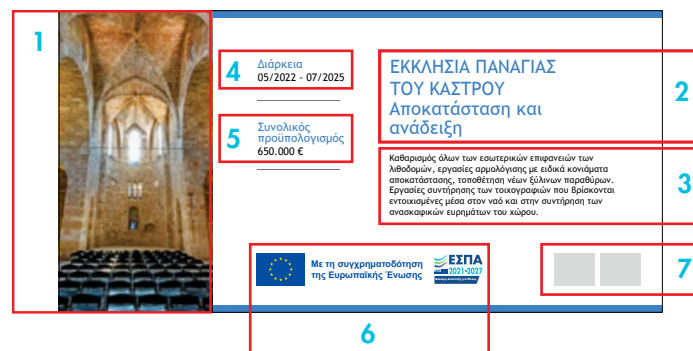 1
4
Διάρκεια
05/2022 - 07/2025
5
Συνολικός
προϋπολογισμός
650.000 €
ΕΚΚΛΗΣΙΑ ΠΑΝΑΓΙΑΣ
ΤΟΥ ΚΑΣΤΡΟΥ
Αποκατάσταση και
ανάδειξη
2
Καθαρισμός όλων των εσωτερικών επιφανειών των
λιθοδομών, εργασίες αρμολόγισης με ειδικά κονιάματα
αποκατάστασης, τοποθέτηση νέων ξύλινων παραθύρων.
Εργασίες συντήρησης των τοιχογραφιών που βρίσκονται
εντοιχισμένες μέσα στον ναό και στην συντήρηση των
ανασκαφικών ευρημάτων του χώρου.
3
Με τη συγχρηματοδότηση
της Ευρωπαϊκής Ένωσης
ΕΣΠΑ
2021-2027
6
7